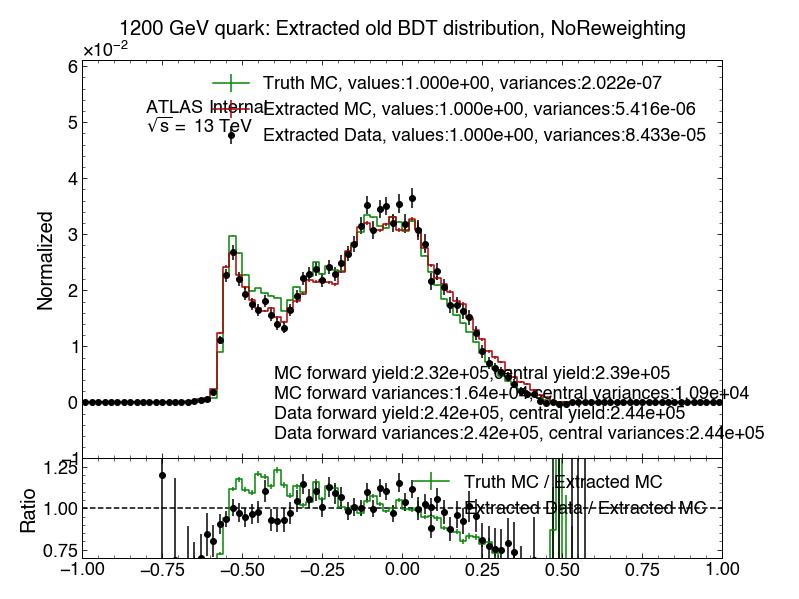 1200 GeV quark: Extracted old BDT distribution, NoReweighting
×10⁻²
Truth MC, values:1.000e+00, variances:2.022e-07
ATLAS Internal
Extracted MC, values:1.000e+00, variances:5.416e-06
√s = 13 TeV
Extracted Data, values:1.000e+00, variances:8.433e-05
6
5
4
3
2
1
0
−1
Normalized
MC forward yield:2.32e+05, central yield:2.39e+05
MC forward variances:1.64e+04, central variances:1.09e+04
Data forward yield:2.42e+05, central yield:2.44e+05
Data forward variances:2.42e+05, central variances:2.44e+05
1.25
1.00
0.75
Ratio
Truth MC / Extracted MC
Extracted Data / Extracted MC
−1.00 −0.75 −0.50 −0.25 0.00 0.25 0.50 0.75 1.00